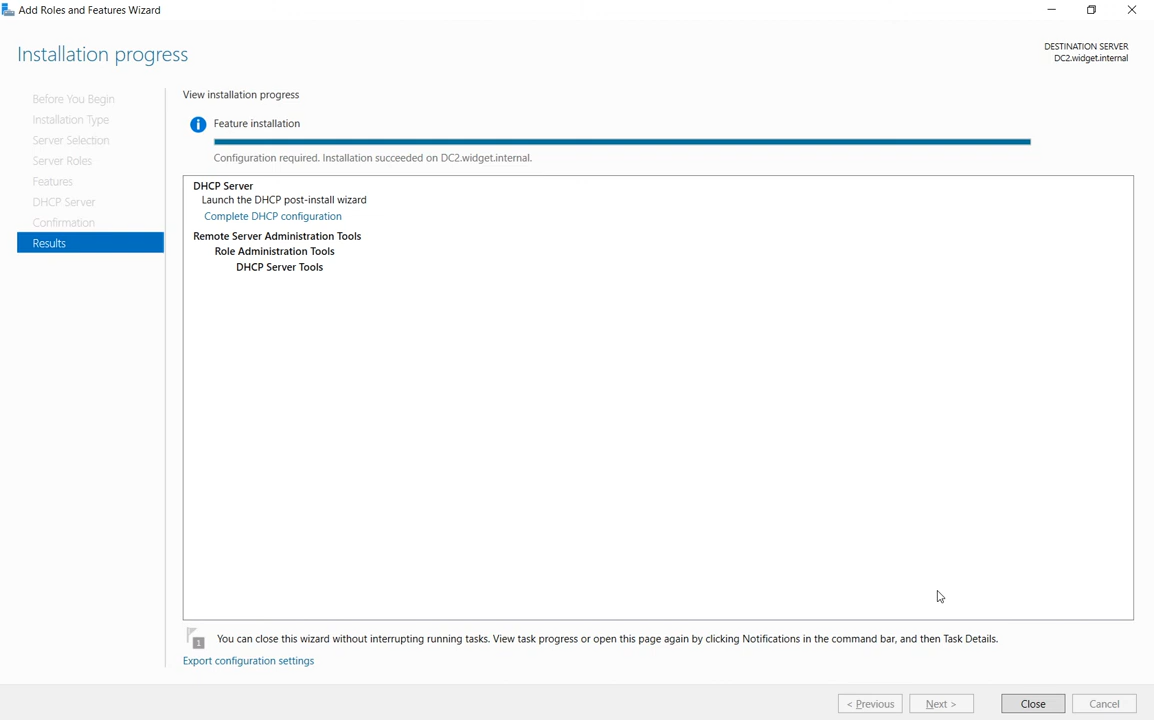 Add Roles and Features Wizard
Installation progress
DESTINATION SERVER
DC2.widget.internal
Before You Begin
Installation Type
Server Selection
Server Roles
Features
DHCP Server
Confirmation
Results
View installation progress
Feature installation
Configuration required. Installation succeeded on DC2.widget.internal.
DHCP Server
Launch the DHCP post-install wizard
Complete DHCP configuration
Remote Server Administration Tools
Role Administration Tools
DHCP Server Tools
1 You can close this wizard without interrupting running tasks. View task progress or open this page again by clicking Notifications in the command bar, and then Task Details.
Export configuration settings
< Previous Next > Close Cancel